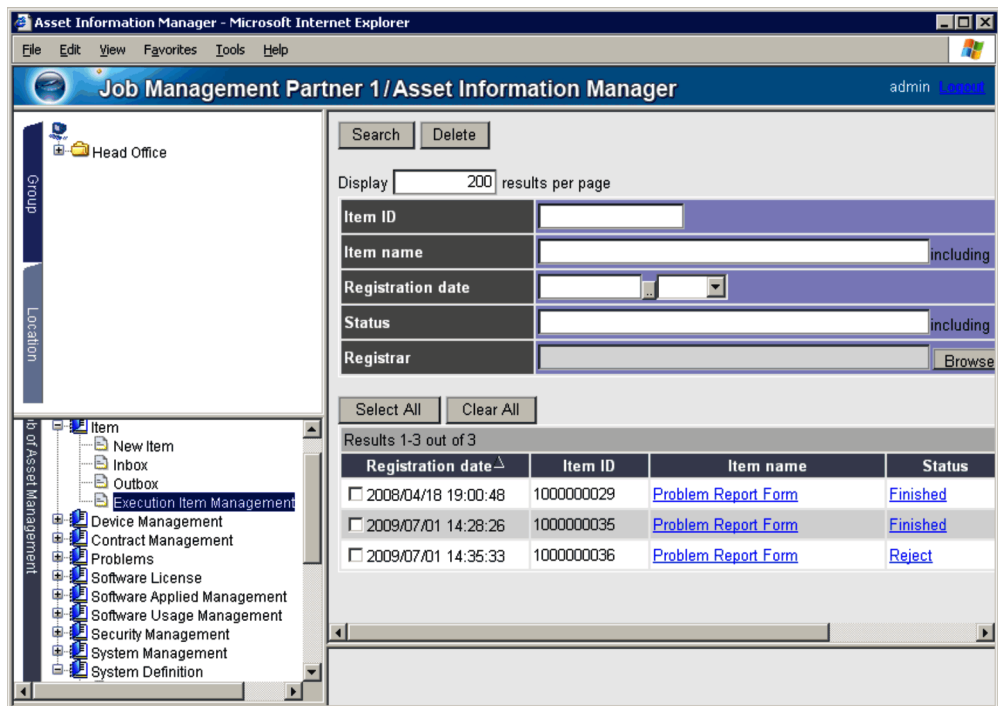 Asset Information Manager - Microsoft Internet Explorer
File Edit View Favorites Tools Help
Job Management Partner 1/Asset Information Manager
admin Logout
Group
Location
Head Office
Search Delete
Display 200 results per page
Item ID
Item name including
Registration date ..
Status including
Registrar Browse
Select All Clear All
Results 1-3 out of 3
Registration date Item ID Item name Status
2008/04/18 19:00:48 1000000029 Problem Report Form Finished
2009/07/01 14:28:26 1000000035 Problem Report Form Finished
2009/07/01 14:35:33 1000000036 Problem Report Form Reject
b of Asset Management
Item
New Item
Inbox
Outbox
Execution Item Management
Device Management
Contract Management
Problems
Software License
Software Applied Management
Software Usage Management
Security Management
System Management
System Definition